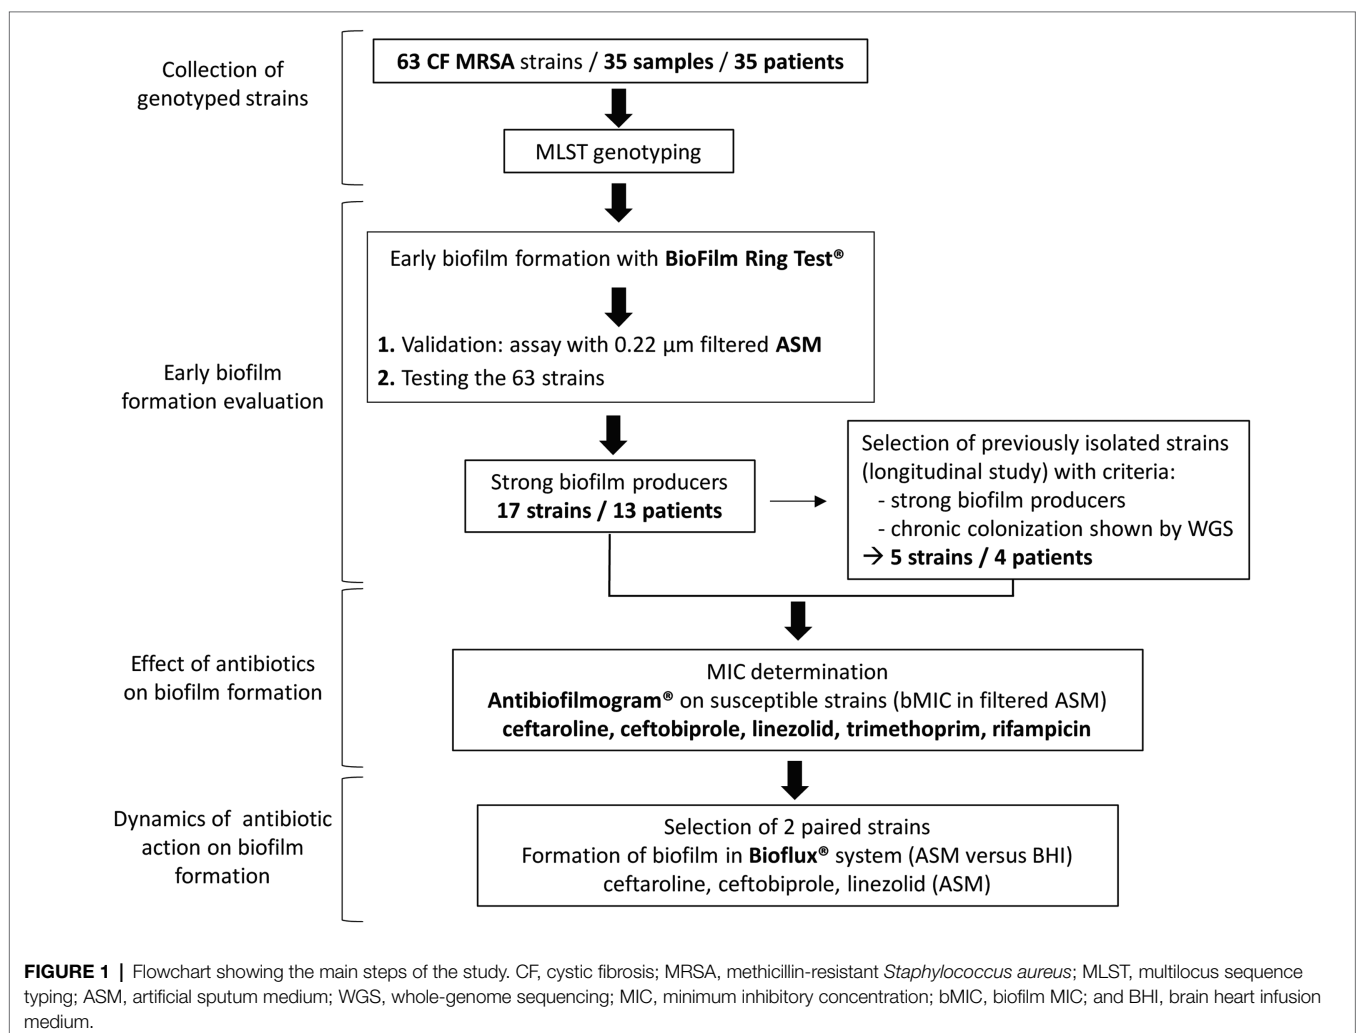 Collection of
genotyped strains
63 CF MRSA strains / 35 samples / 35 patients
MLST genotyping
Early biofilm
formation evaluation
Early biofilm formation with BioFilm Ring Test®
1. Validation: assay with 0.22 μm filtered ASM
2. Testing the 63 strains
Strong biofilm producers
17 strains / 13 patients
Selection of previously isolated strains
(longitudinal study) with criteria:
- strong biofilm producers
- chronic colonization shown by WGS
→ 5 strains / 4 patients
Effect of antibiotics
on biofilm formation
MIC determination
Antibiofilmogram® on susceptible strains (bMIC in filtered ASM)
ceftaroline, ceftobiprole, linezolid, trimethoprim, rifampicin
Dynamics of antibiotic
action on biofilm
formation
Selection of 2 paired strains
Formation of biofilm in Bioflux® system (ASM versus BHI)
ceftaroline, ceftobiprole, linezolid (ASM)
FIGURE 1 | Flowchart showing the main steps of the study. CF, cystic fibrosis; MRSA, methicillin-resistant Staphylococcus aureus; MLST, multilocus sequence
typing; ASM, artificial sputum medium; WGS, whole-genome sequencing; MIC, minimum inhibitory concentration; bMIC, biofilm MIC; and BHI, brain heart infusion
medium.